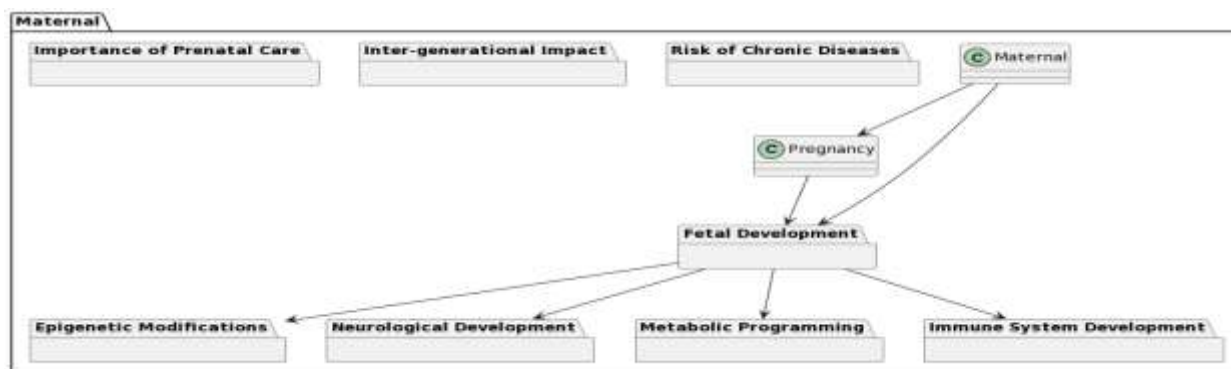 Maternal
Importance of Prenatal Care
Inter-generational Impact
Risk of Chronic Diseases
C Maternal
C Pregnancy
Fetal Development
Epigenetic Modifications
Neurological Development
Metabolic Programming
Immune System Development